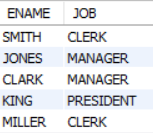 ENAME JOB
SMITH CLERK
JONES MANAGER
CLARK MANAGER
KING PRESIDENT
MILLER CLERK